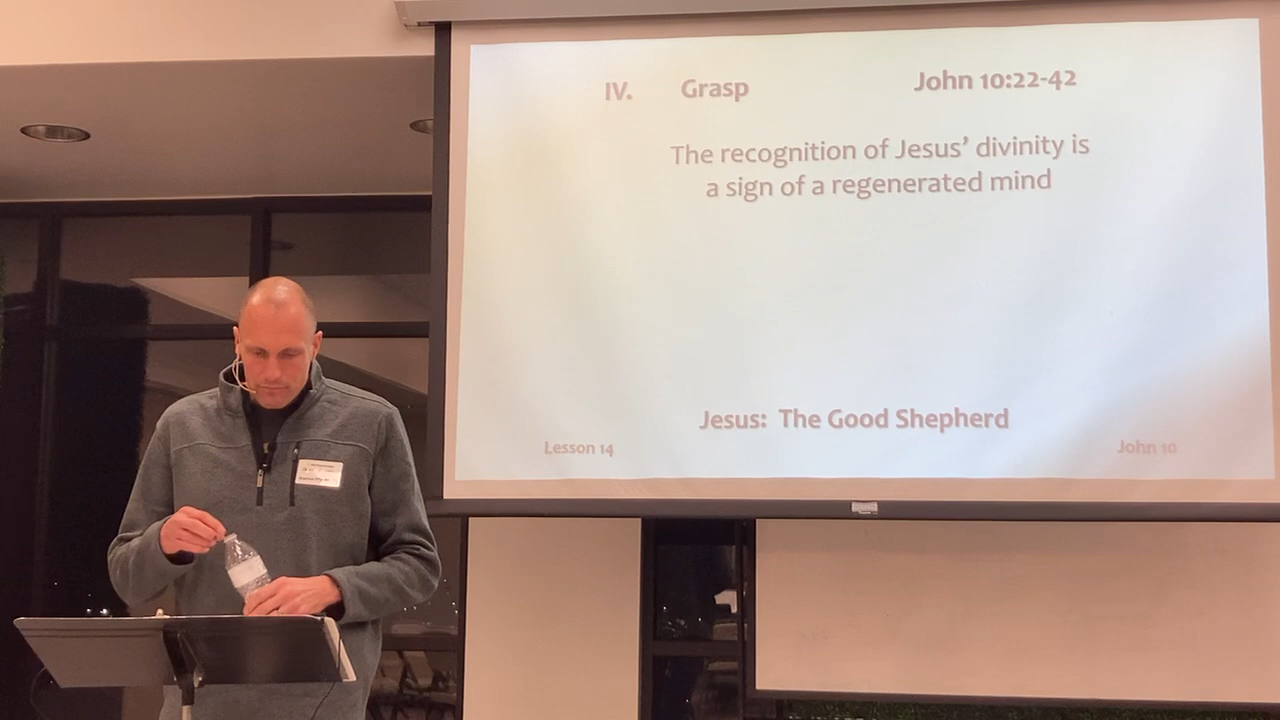 IV. Grasp John 10:22-42
The recognition of Jesus’ divinity is
a sign of a regenerated mind
Jesus: The Good Shepherd
Lesson 14 John 10